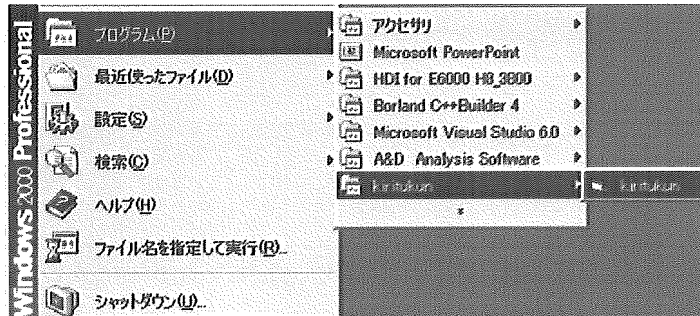 Windows 2000 Professional
プログラム(P)
最近使ったファイル(D)
設定(S)
検索(C)
ヘルプ(H)
ファイル名を指定して実行(R)...
シャットダウン(U)...
アクセサリ
Microsoft PowerPoint
HDI for E6000 H8_3800
Borland C++Builder 4
Microsoft Visual Studio 6.0
A&D Analysis Software
kintukun
kintukun